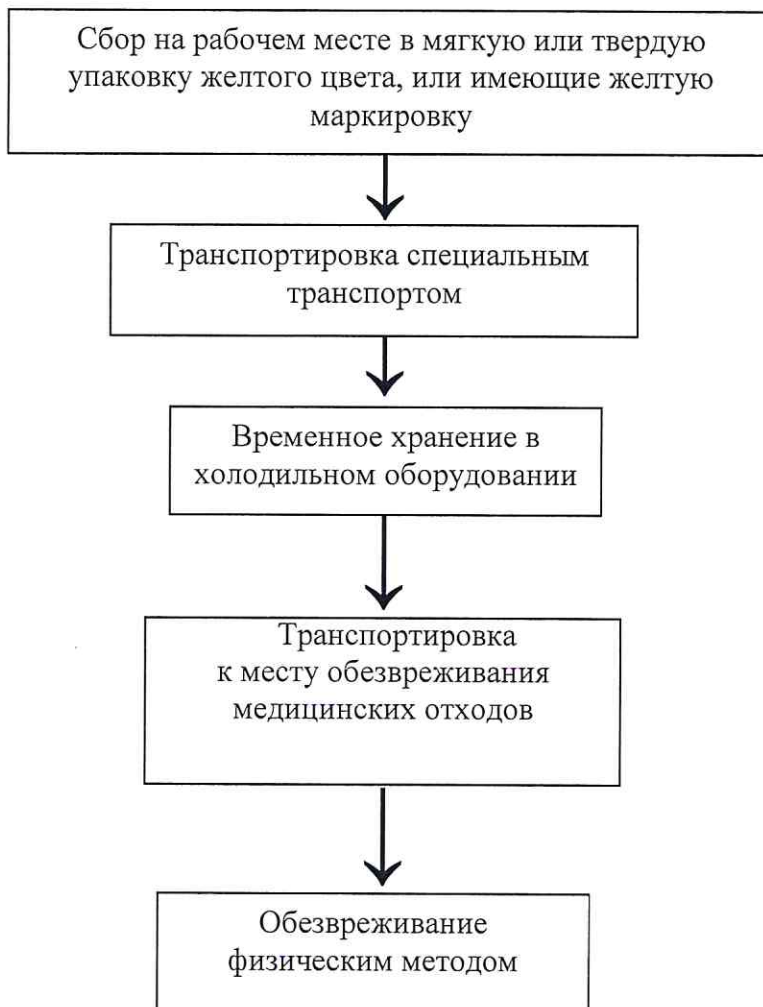 Сбор на рабочем месте в мягкую или твердую
упаковку желтого цвета, или имеющие желтую
маркировку
Транспортировка специальным
транспортом
Временное хранение в
холодильном оборудовании
Транспортировка
к месту обезвреживания
медицинских отходов
Обезвреживание
физическим методом